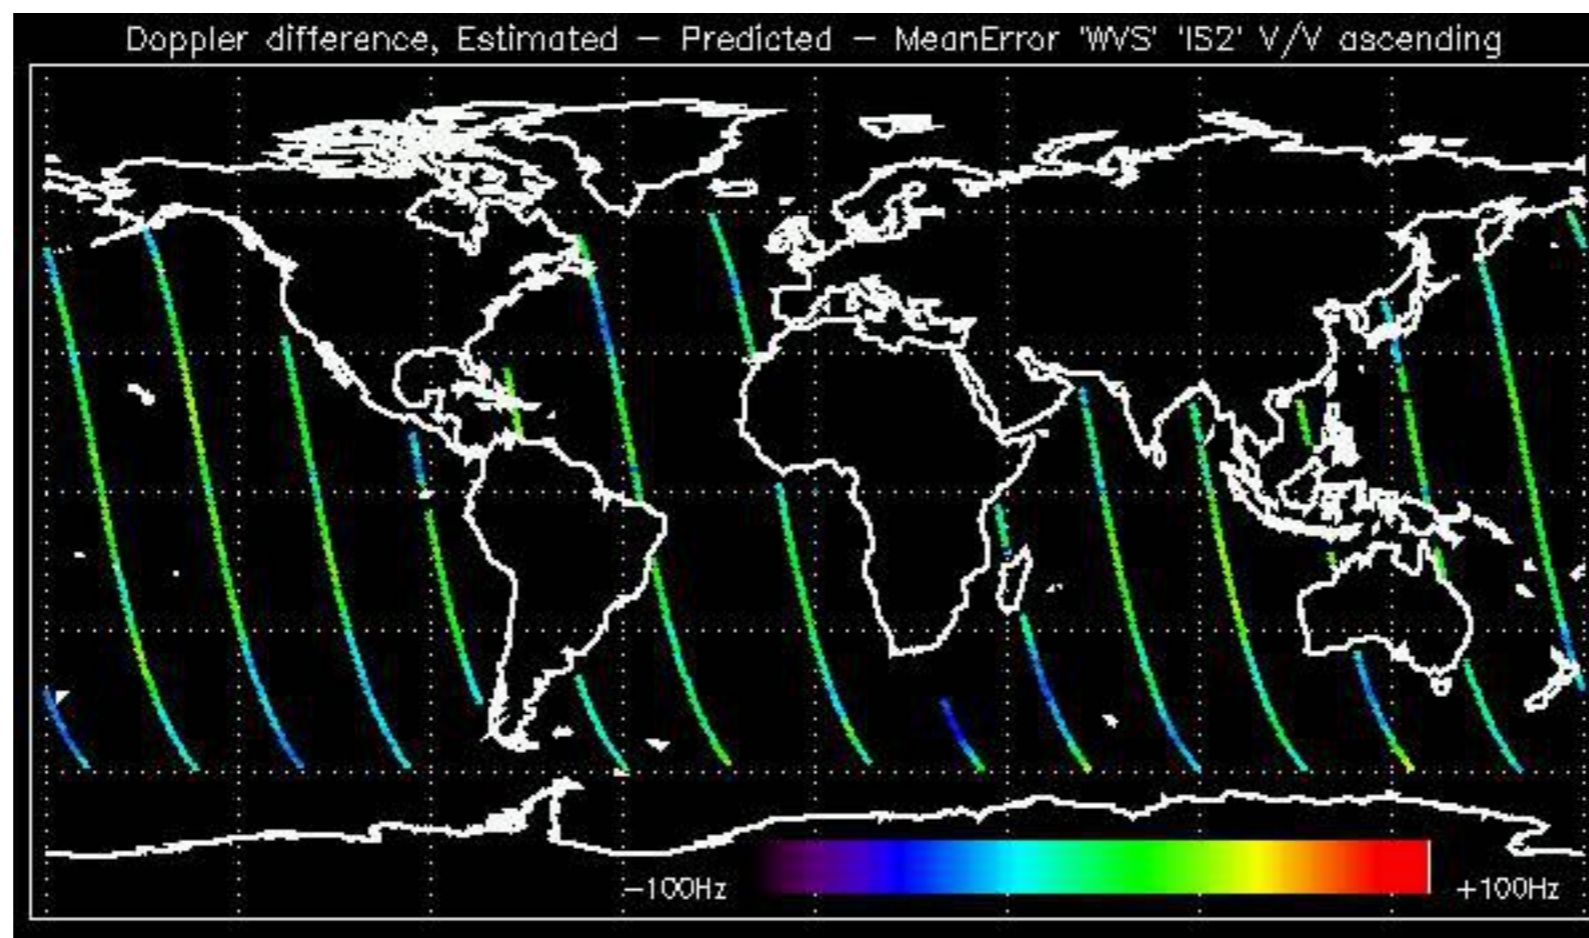 Doppler difference, Estimated – Predicted – MeanError 'WVS' 'IS2' V/V ascending
–100Hz
+100Hz